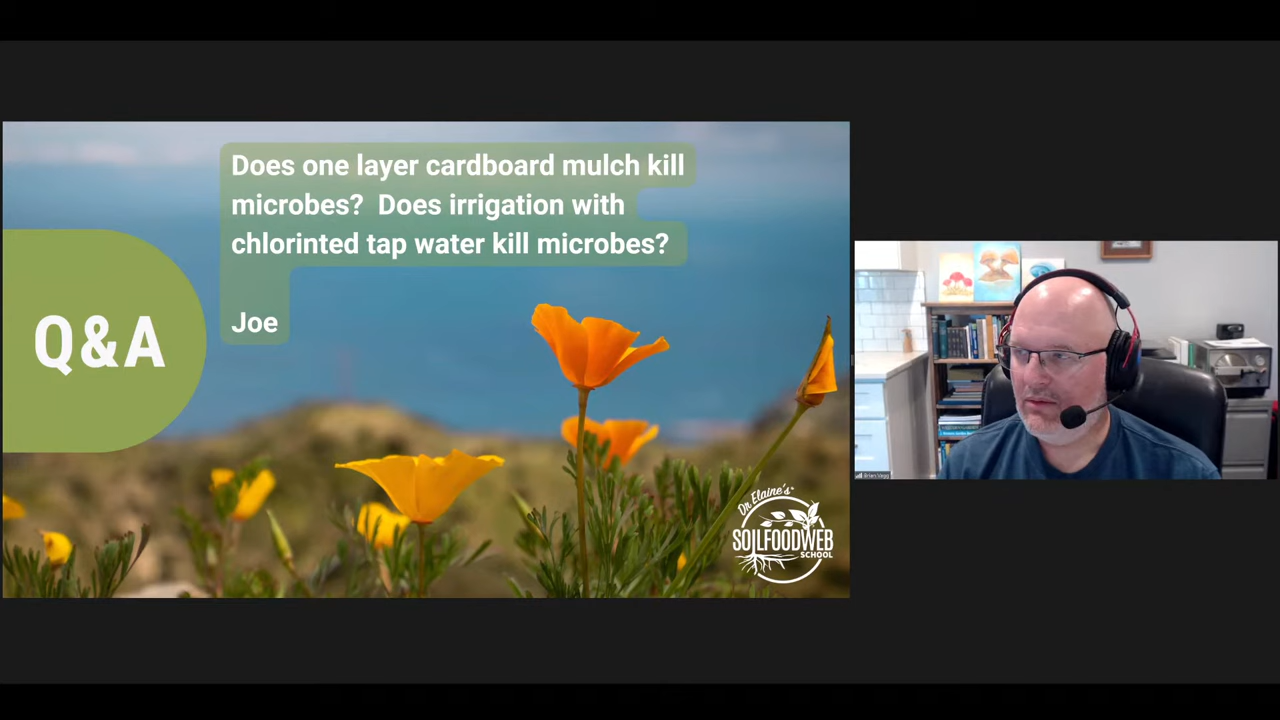 Does one layer cardboard mulch kill
microbes?  Does irrigation with
chlorinted tap water kill microbes?
Joe
Q&A
Dr Elaine's
SOILFOODWEB
SCHOOL